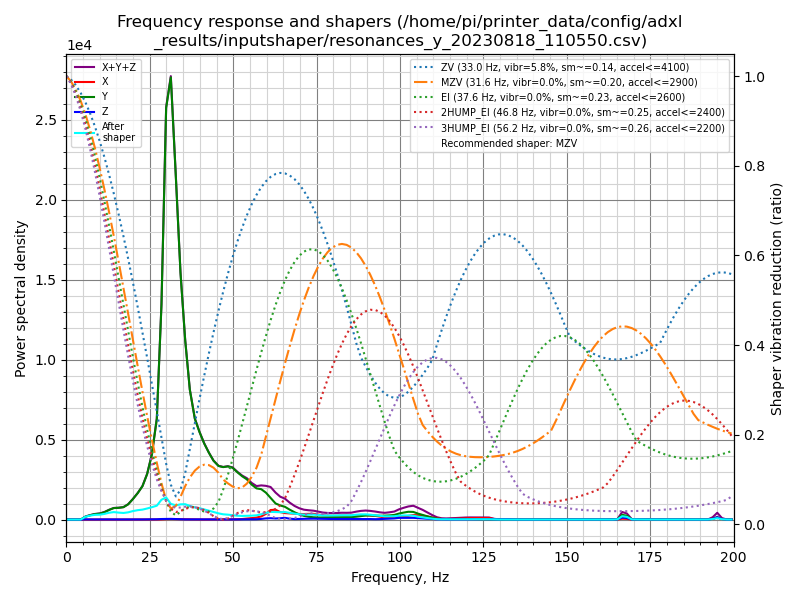 Frequency response and shapers (/home/pi/printer_data/config/adxl
_results/inputshaper/resonances_y_20230818_110550.csv)
1e4
X+Y+Z
X
Y
Z
After
shaper
ZV (33.0 Hz, vibr=5.8%, sm~=0.14, accel<=4100)
MZV (31.6 Hz, vibr=0.0%, sm~=0.20, accel<=2900)
EI (37.6 Hz, vibr=0.0%, sm~=0.23, accel<=2600)
2HUMP_EI (46.8 Hz, vibr=0.0%, sm~=0.25, accel<=2400)
3HUMP_EI (56.2 Hz, vibr=0.0%, sm~=0.26, accel<=2200)
Recommended shaper: MZV
Power spectral density
2.5
2.0
1.5
1.0
0.5
0.0
0 25 50 75 100 125 150 175 200
Frequency, Hz
1.0
0.8
0.6
0.4
0.2
0.0
Shaper vibration reduction (ratio)